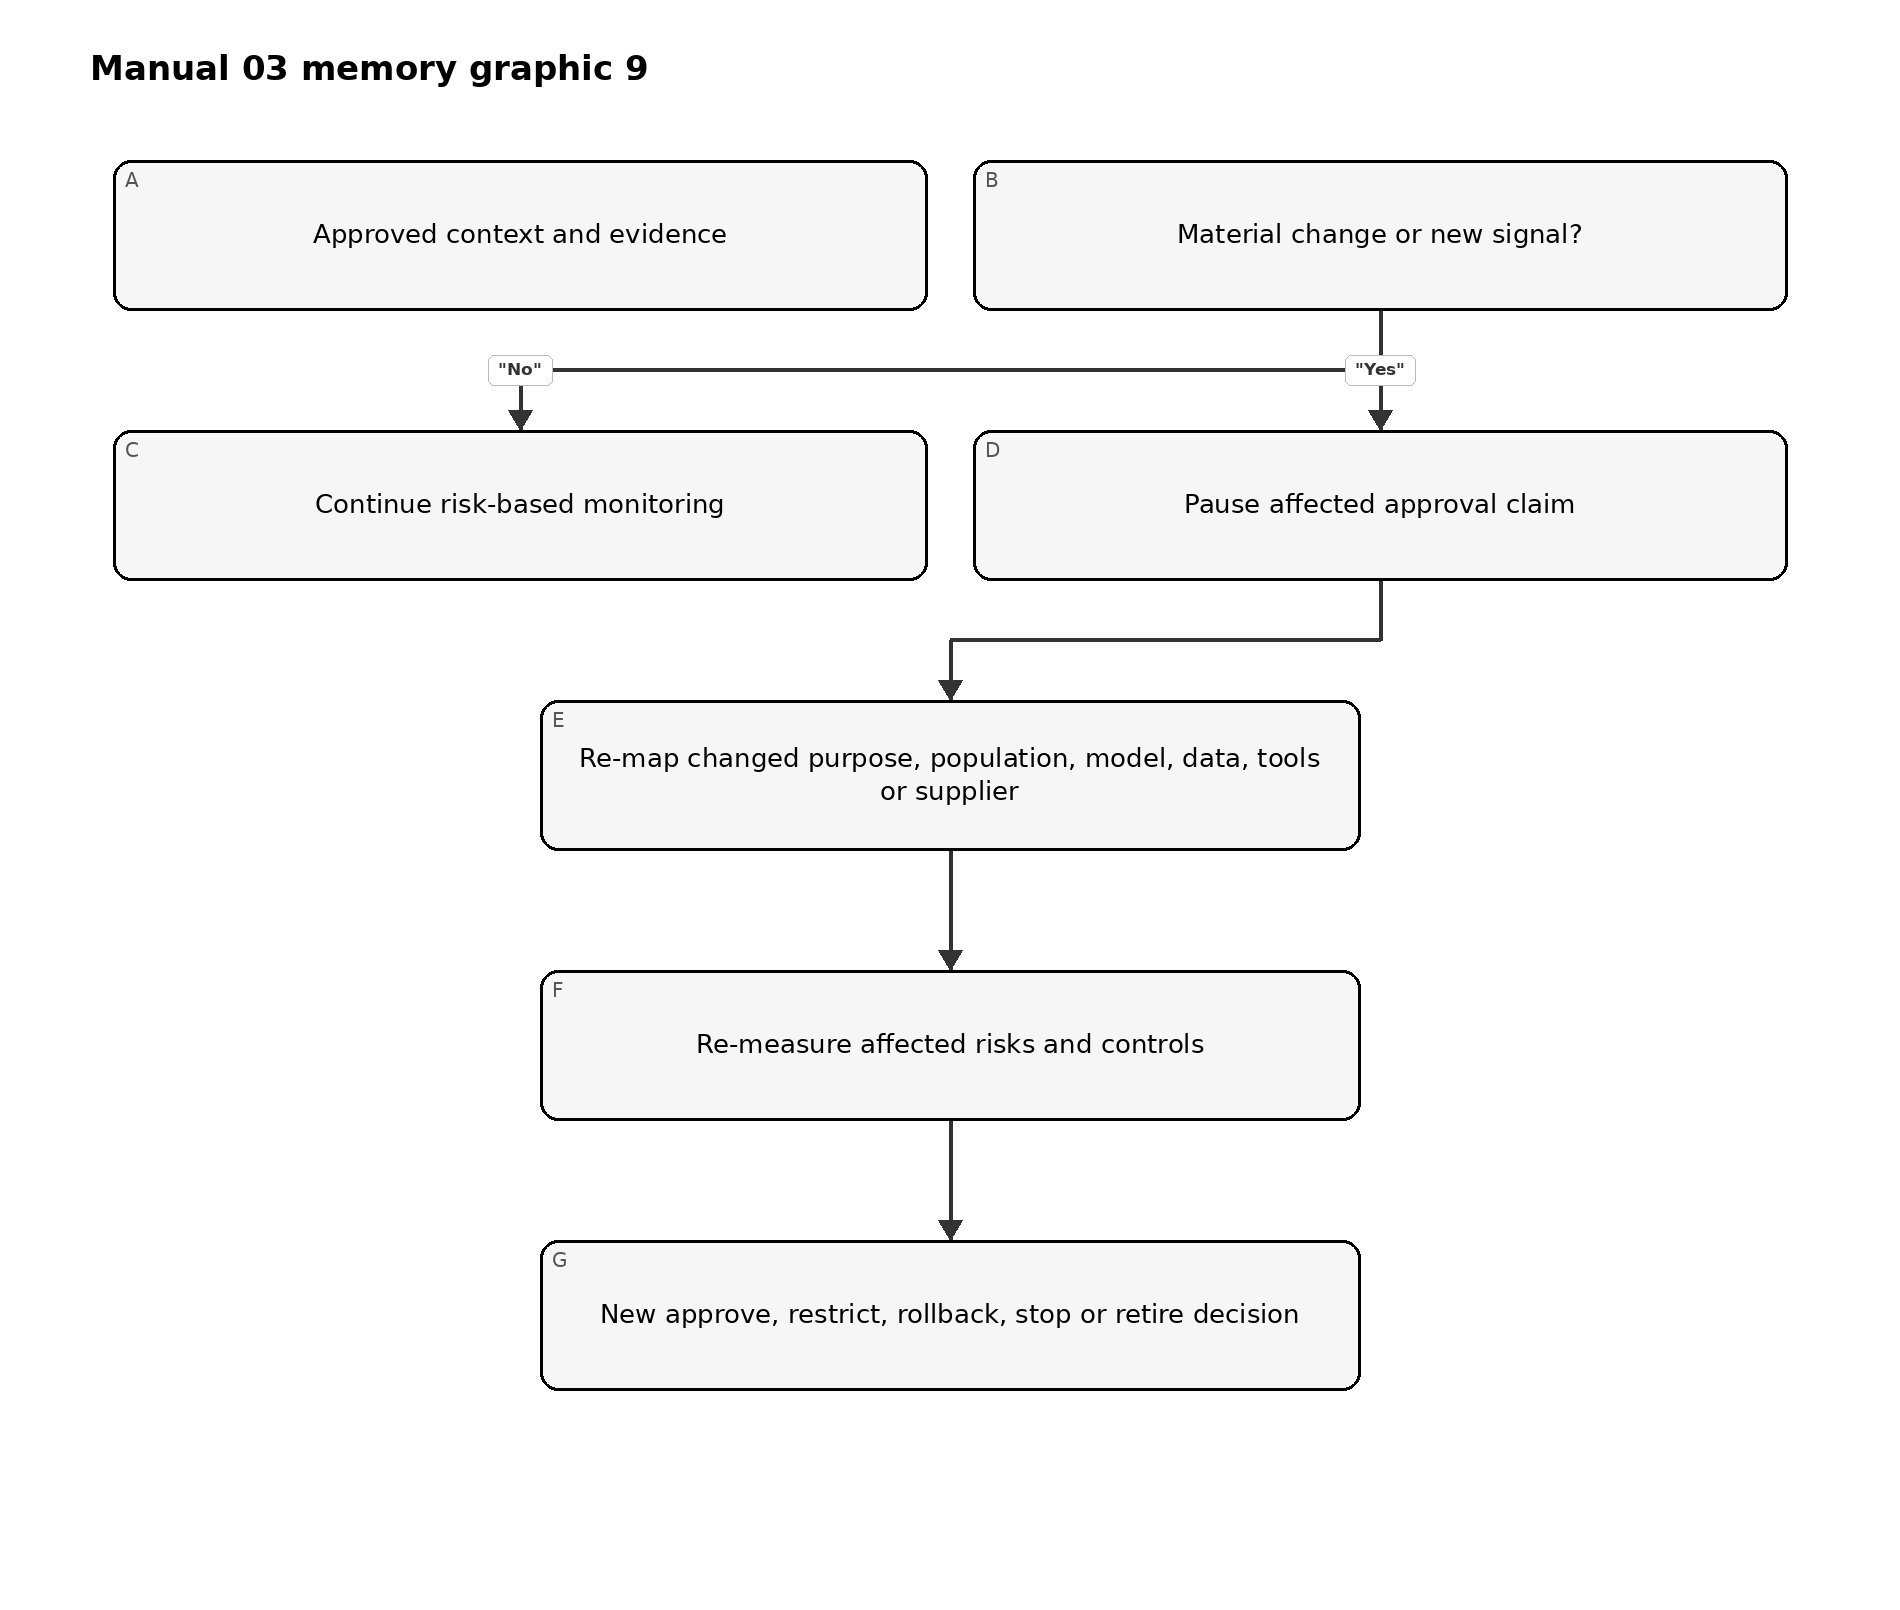 Manual 03 memory graphic 9
A
Approved context and evidence
B
Material change or new signal?
"No"
"Yes"
C
Continue risk-based monitoring
D
Pause affected approval claim
E
Re-map changed purpose, population, model, data, tools
or supplier
F
Re-measure affected risks and controls
G
New approve, restrict, rollback, stop or retire decision